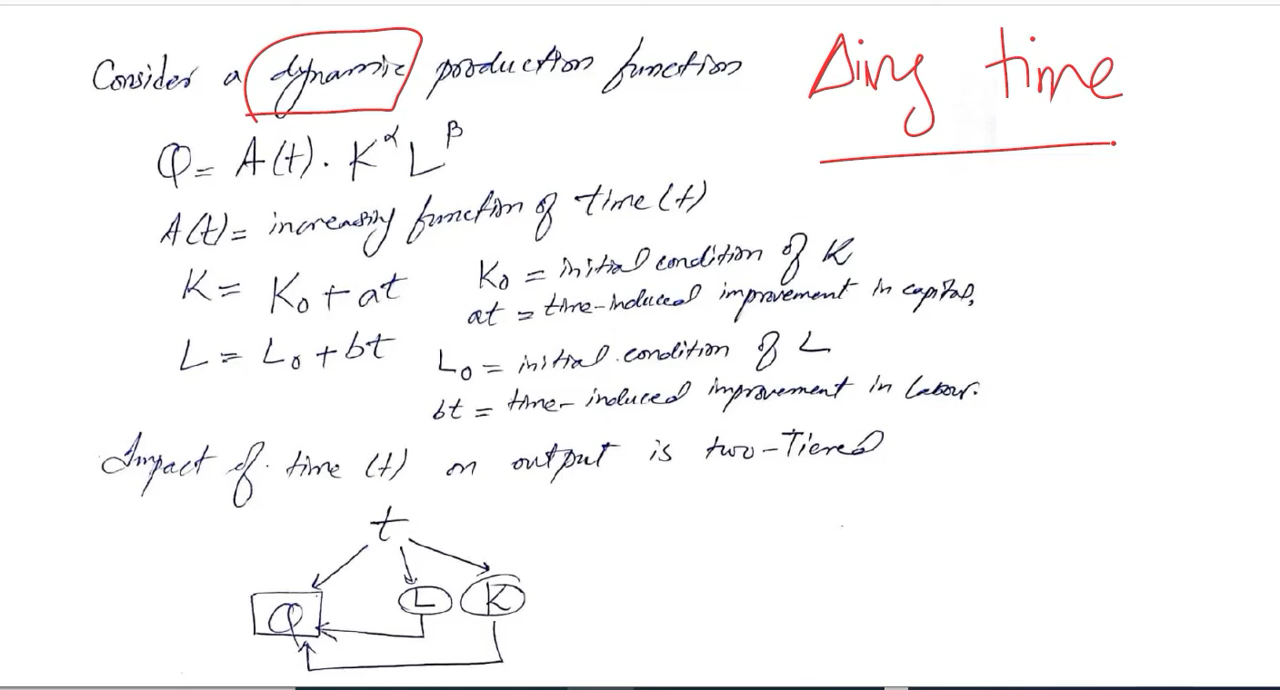 Consider a dynamic production function
Δing time
Q = A(t). K^α L^β
A(t) = increasing function of time (t)
K = K₀ + at
K₀ = initial condition of K
at = time-induced improvement in capital,
L = L₀ + bt
L₀ = initial condition of L
bt = time-induced improvement in labour.
Impact of time (t) on output is two-Tiered
t
Q
L
K